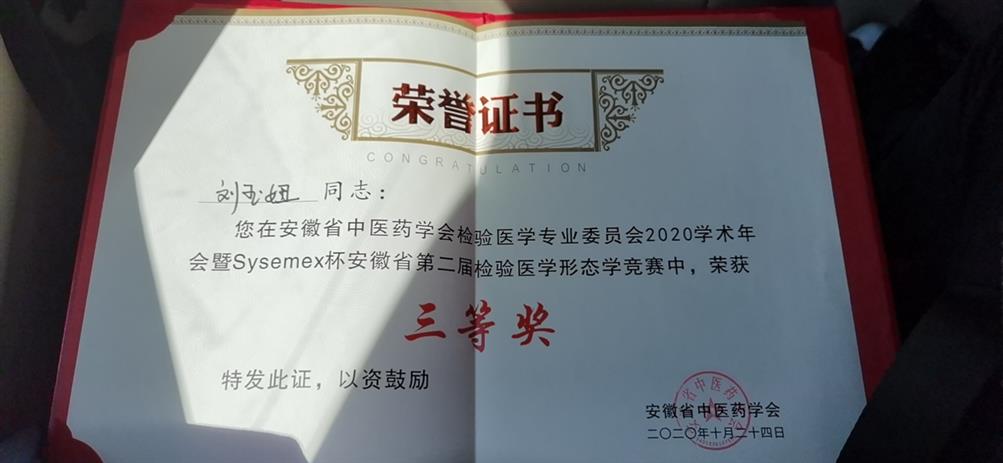 荣誉证书
CONGRATULATION
刘玉妞 同志：
您在安徽省中医药学会检验医学专业委员会2020学术年
会暨Sysemex杯安徽省第二届检验医学形态学竞赛中，荣获
三等奖
特发此证，以资鼓励
安徽省中医药学会
二〇二〇年十月二十四日